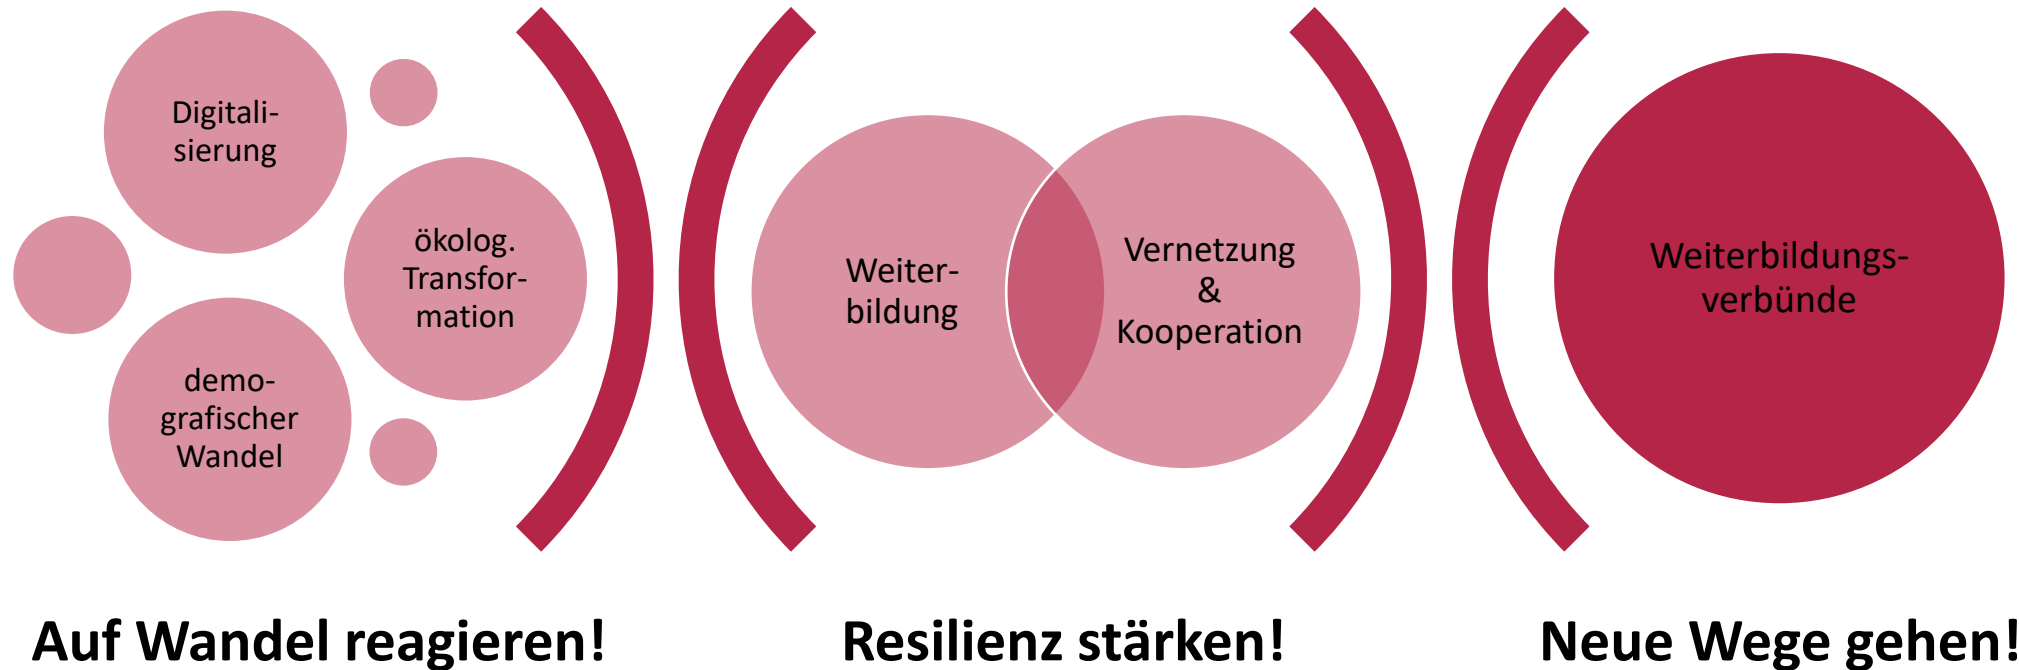 Digitali-
sierung
ökolog.
Transfor-
mation
demo-
grafischer
Wandel
Weiter-
bildung
Vernetzung
&
Kooperation
Weiterbildungs-
verbünde
Auf Wandel reagieren!
Resilienz stärken!
Neue Wege gehen!